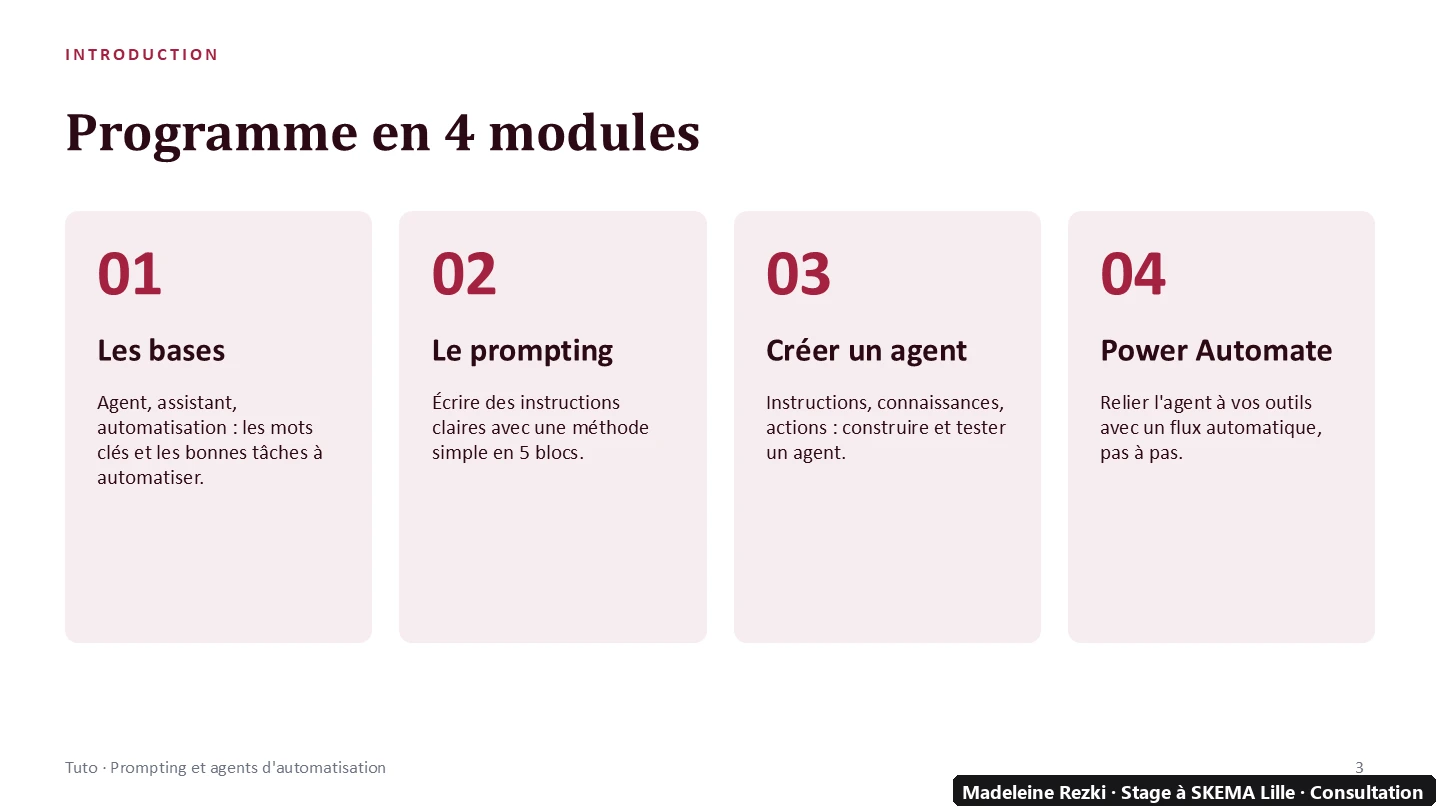 INTRODUCTION
Programme en 4 modules
01
Les bases
Agent, assistant,
automatisation : les mots
clés et les bonnes tâches à
automatiser.
02
Le prompting
Écrire des instructions
claires avec une méthode
simple en 5 blocs.
03
Créer un agent
Instructions, connaissances,
actions : construire et tester
un agent.
04
Power Automate
Relier l'agent à vos outils
avec un flux automatique,
pas à pas.
Tuto · Prompting et agents d'automatisation
3
Madeleine Rezki · Stage à SKEMA Lille · Consultation